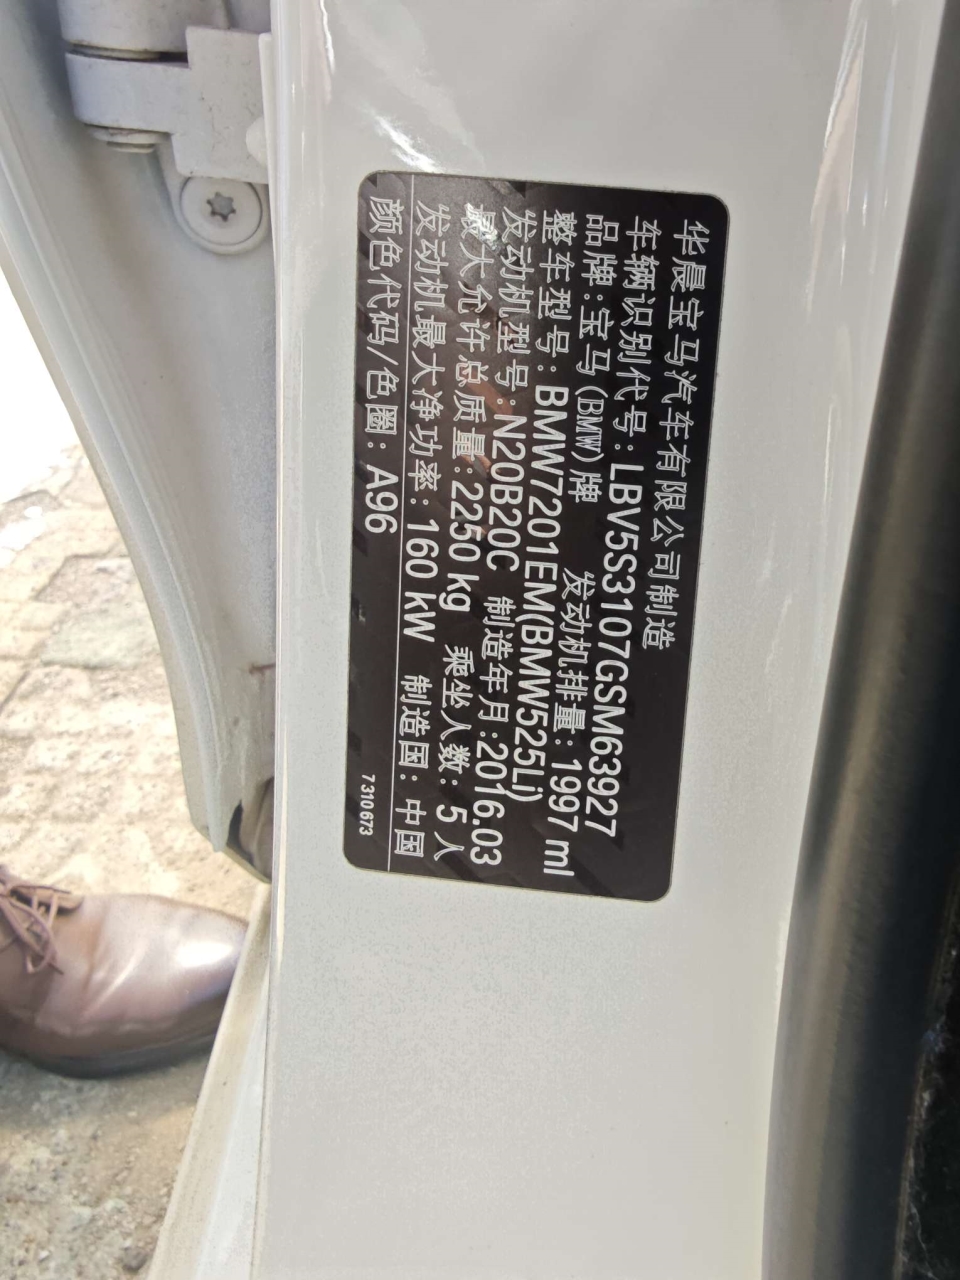 华晨宝马汽车有限公司制造
车辆识别代号:LBV5S3107GSM63927
品牌:宝马(BMW)牌 发动机排量:1997 ml
整车型号:BMW7201EM(BMW525Li)
发动机型号:N20B20C 制造年月:2016.03
最大允许总质量:2250 kg 乘坐人数:5 人
发动机最大净功率:160 kW 制造国:中国
颜色代码/色圈:A96
7310673